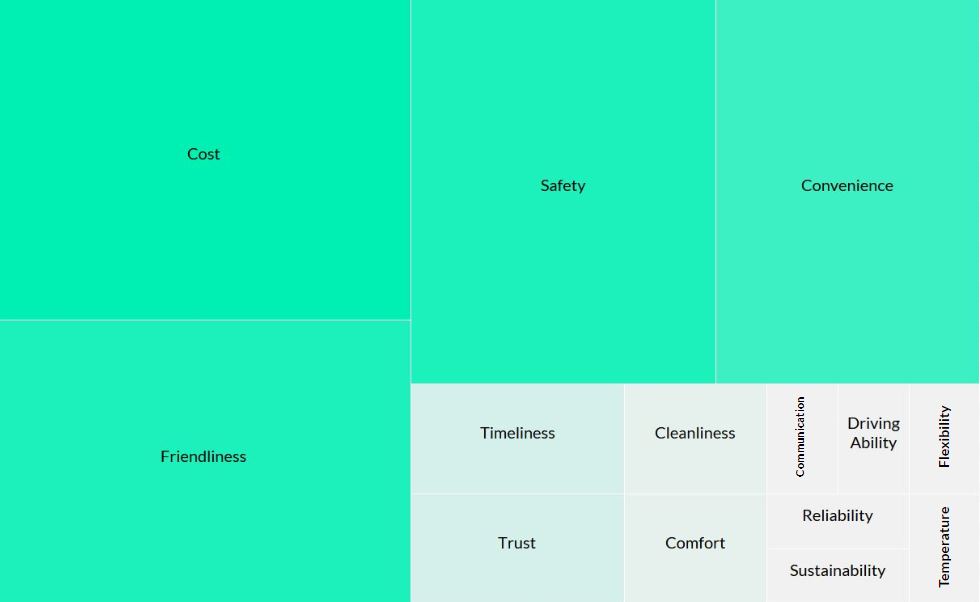 Cost
Safety
Convenience
Friendliness
Timeliness
Cleanliness
Communication
Driving
Ability
Flexibility
Trust
Comfort
Reliability
Sustainability
Temperature